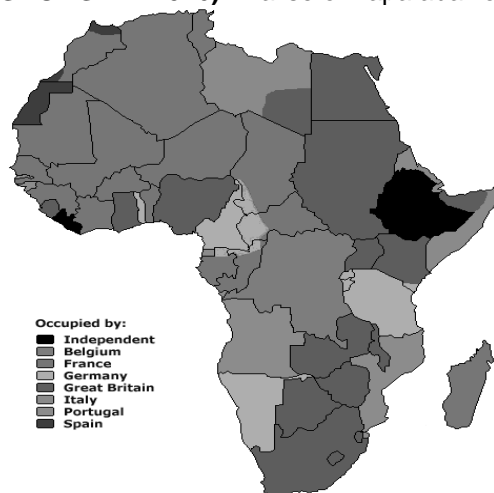 Occupied by:
Independent
Belgium
France
Germany
Great Britain
Italy
Portugal
Spain